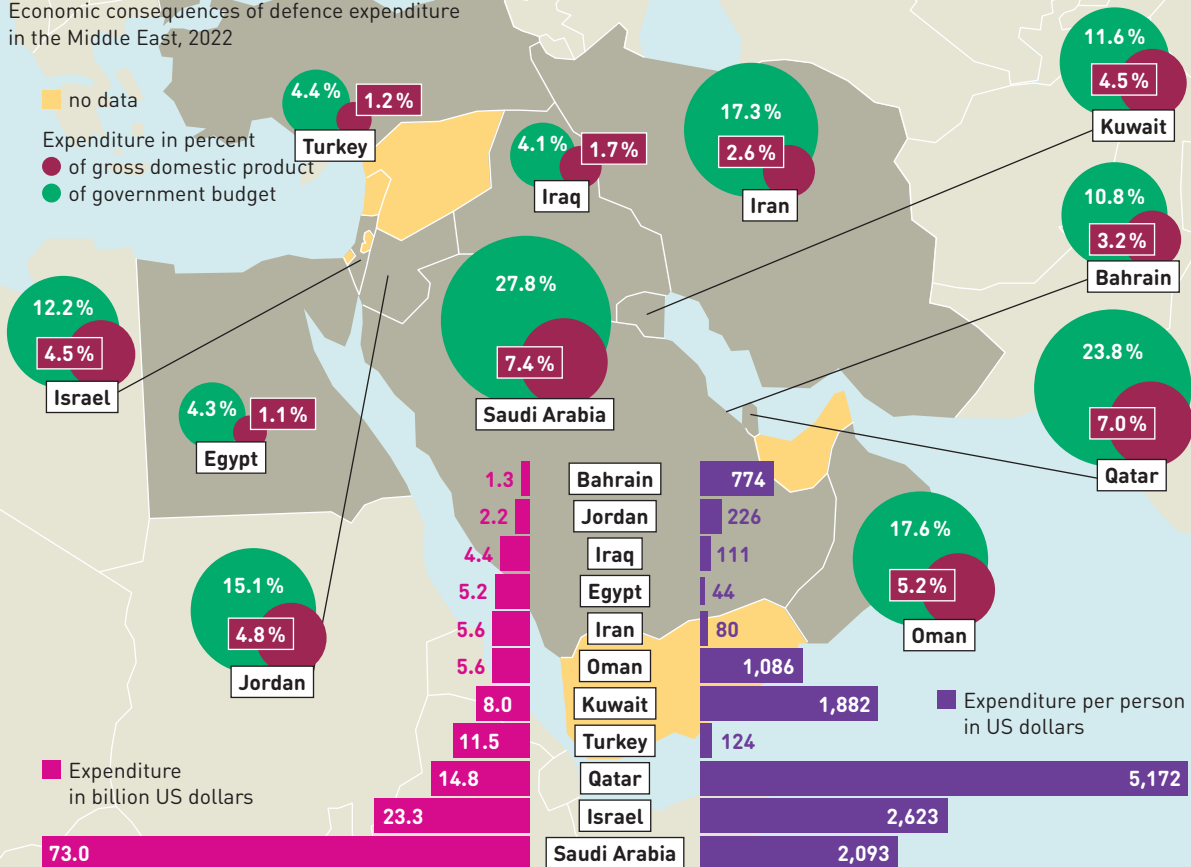 Economic consequences of defence expenditure
in the Middle East, 2022
no data
Expenditure in percent
of gross domestic product
of government budget
4.4 %
1.2 %
Turkey
4.1 %
1.7 %
Iraq
17.3 %
2.6 %
Iran
11.6 %
4.5 %
Kuwait
10.8 %
3.2 %
Bahrain
27.8 %
7.4 %
Saudi Arabia
12.2 %
4.5 %
Israel
4.3 %
1.1 %
Egypt
23.8 %
7.0 %
Qatar
17.6 %
5.2 %
Oman
15.1 %
4.8 %
Jordan
1.3 Bahrain 774
2.2 Jordan 226
4.4 Iraq 111
5.2 Egypt 44
5.6 Iran 80
5.6 Oman 1,086
8.0 Kuwait 1,882
11.5 Turkey 124
14.8 Qatar 5,172
23.3 Israel 2,623
73.0 Saudi Arabia 2,093
Expenditure
in billion US dollars
Expenditure per person
in US dollars